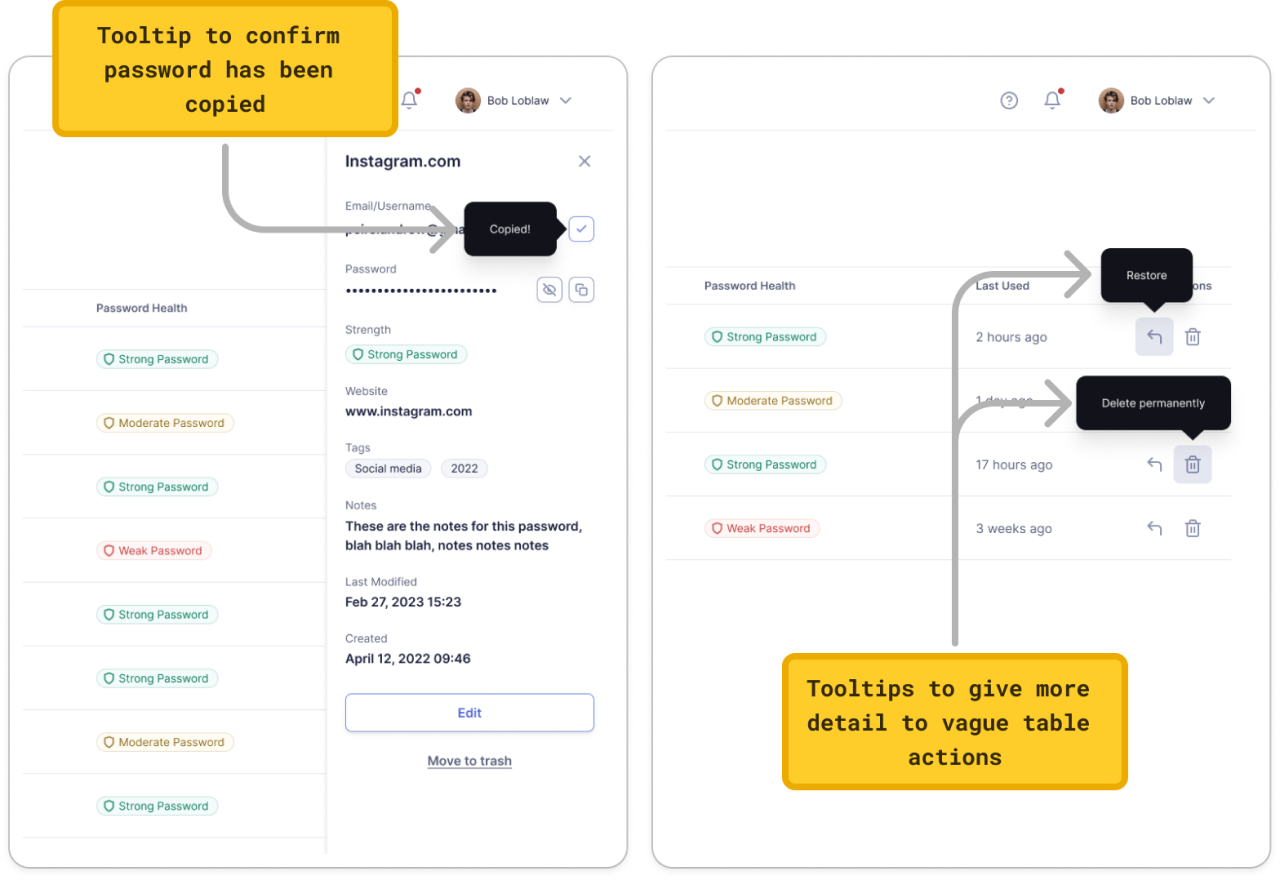 Tooltip to confirm
password has been
copied
Bob Loblaw
Instagram.com
Email/Username
Copied!
Password
Strength
Strong Password
Website
www.instagram.com
Tags
Social media 2022
Notes
These are the notes for this password,
blah blah blah, notes notes notes
Last Modified
Feb 27, 2023 15:23
Created
April 12, 2022 09:46
Edit
Move to trash
Password Health
Strong Password
Moderate Password
Strong Password
Weak Password
Strong Password
Strong Password
Moderate Password
Strong Password
Bob Loblaw
Restore
Password Health Last Used
Strong Password 2 hours ago
Moderate Password 1 day ago
Delete permanently
Strong Password 17 hours ago
Weak Password 3 weeks ago
Tooltips to give more
detail to vague table
actions